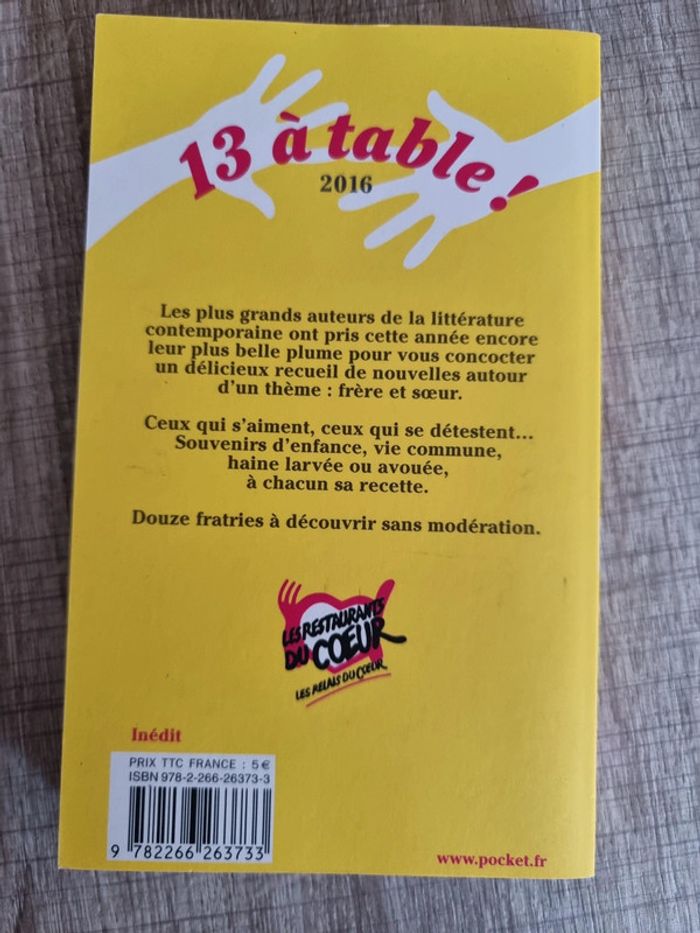 13 à table !
2016
Les plus grands auteurs de la littérature
contemporaine ont pris cette année encore
leur plus belle plume pour vous concocter
un délicieux recueil de nouvelles autour
d'un thème : frère et sœur.
Ceux qui s'aiment, ceux qui se détestent...
Souvenirs d'enfance, vie commune,
haine larvée ou avouée,
à chacun sa recette.
Douze fratries à découvrir sans modération.
LES RESTAURANTS
DU CŒUR
LES RELAIS DU CŒUR
Inédit
PRIX TTC FRANCE : 5 €
ISBN 978-2-266-26373-3
9 782266 263733
www.pocket.fr